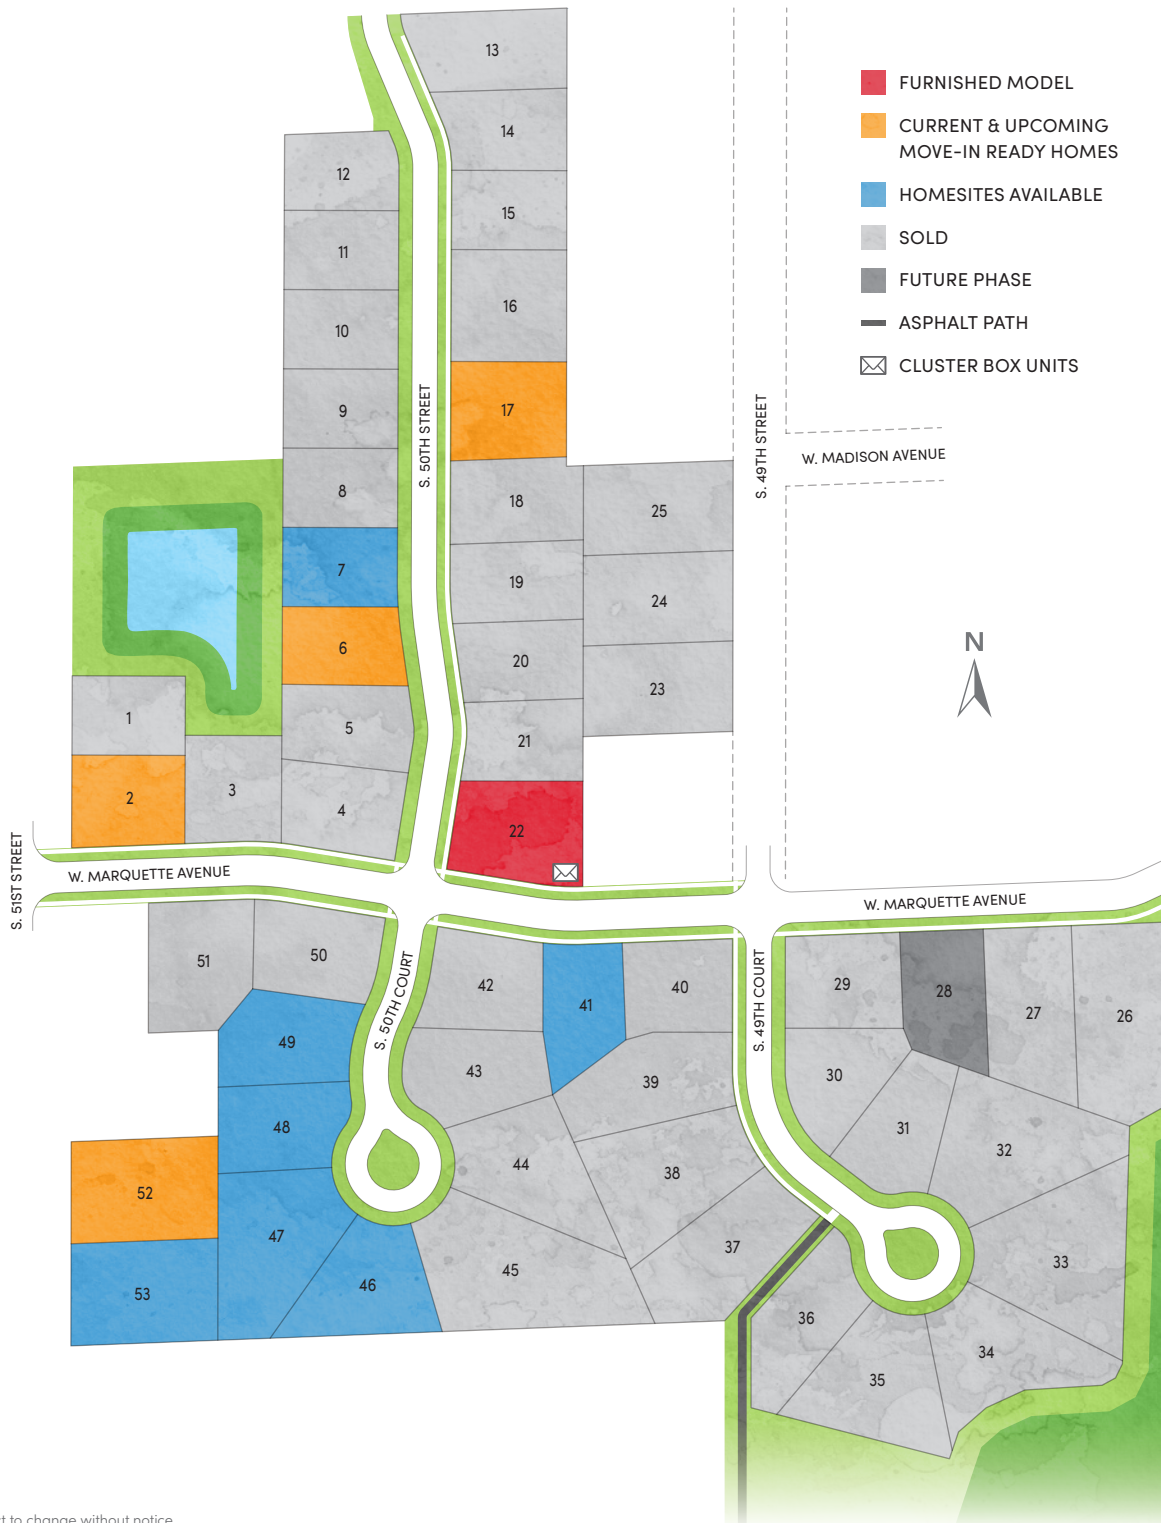 13
14
15
16
17
12
11
10
9
8
7
6
5
4
3
1
2
18
19
20
21
22
25
24
23
S. 50TH STREET
S. 49TH STREET
W. MADISON AVENUE
FURNISHED MODEL
CURRENT & UPCOMING
MOVE-IN READY HOMES
HOMESITES AVAILABLE
SOLD
FUTURE PHASE
ASPHALT PATH
CLUSTER BOX UNITS
N
S. 51ST STREET
W. MARQUETTE AVENUE
W. MARQUETTE AVENUE
51
50
49
48
47
46
52
53
S. 50TH COURT
42
41
40
43
39
44
38
45
37
S. 49TH COURT
29
28
27
26
30
31
32
33
36
35
34
to change without notice